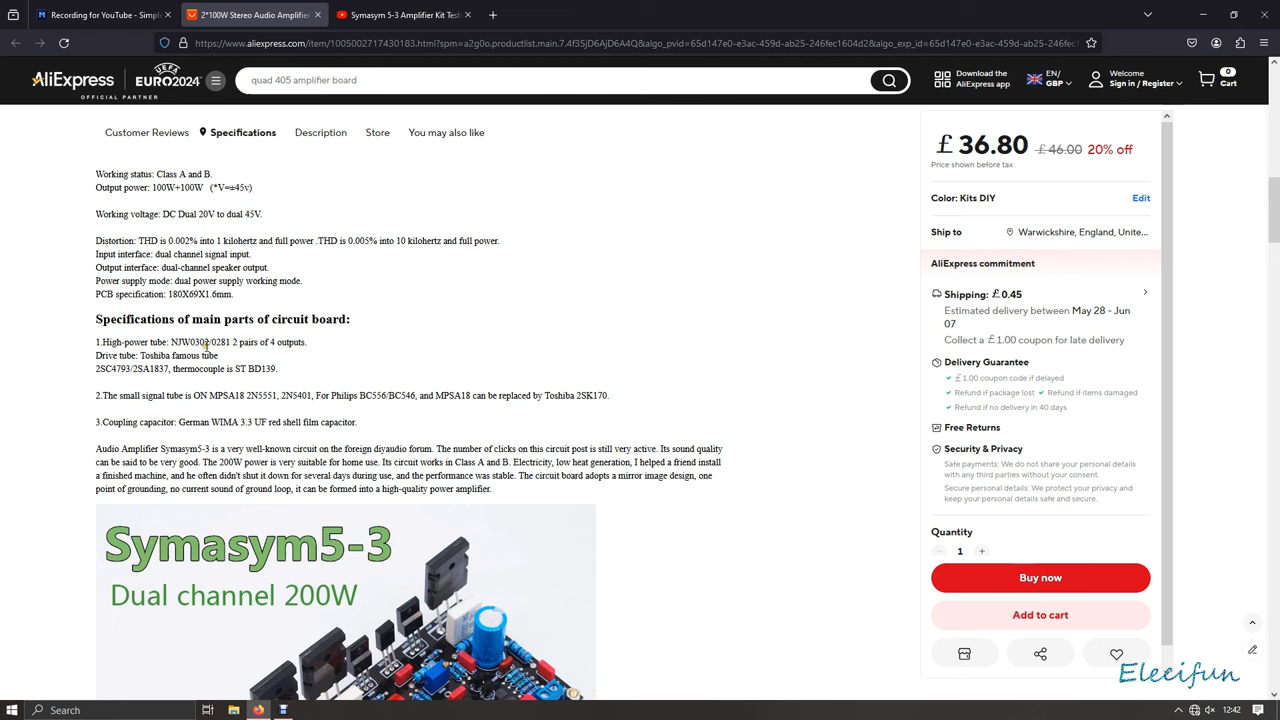 Recording for YouTube - Simple
2*100W Stereo Audio Amplifier
Symasym 5-3 Amplifier Kit Test
https://www.aliexpress.com/item/1005002717430183.html?spm=a2g0o.productlist.main.7.4f35jD6AjD6A4Q&algo_pvid=65d147e0-e3ac-459d-ab25-246fec1604d2&algo_exp_id=65d147e0-e3ac-459d-ab25-246fec
AliExpress
OFFICIAL PARTNER
UEFA
EURO2024
quad 405 amplifier board
Download the
AliExpress app
EN/
GBP
Welcome
Sign in / Register
0
Cart
Customer Reviews
Specifications
Description
Store
You may also like
Working status: Class A and B.
Output power: 100W+100W (*V=±45v)
Working voltage: DC Dual 20V to dual 45V.
Distortion: THD is 0.002% into 1 kilohertz and full power .THD is 0.005% into 10 kilohertz and full power.
Input interface: dual channel signal input.
Output interface: dual-channel speaker output.
Power supply mode: dual power supply working mode.
PCB specification: 180X69X1.6mm.
Specifications of main parts of circuit board:
1.High-power tube: NJW0302/0281 2 pairs of 4 outputs.
Drive tube: Toshiba famous tube
2SC4793/2SA1837, thermocouple is ST BD139.
2.The small signal tube is ON MPSA18 2N5551, 2N5401, For Philips BC556/BC546, and MPSA18 can be replaced by Toshiba 2SK170.
3.Coupling capacitor: German WIMA 3.3 UF red shell film capacitor.
Audio Amplifier Symasym5-3 is a very well-known circuit on the foreign diyaudio forum. The number of clicks on this circuit post is still very active. Its sound quality
can be said to be very good. The 200W power is very suitable for home use. Its circuit works in Class A and B. Electricity, low heat generation, I helped a friend install
a finished machine, and he often didn't shut it down for several days during use, and the performance was stable. The circuit board adopts a mirror image design, one
point of grounding, no current sound of ground loop, it can be formed into a high-quality power amplifier.
Symasym5-3
Dual channel 200W
£36.80
£46.00 20% off
Price shown before tax
Color: Kits DIY
Edit
Ship to
Warwickshire, England, Unite...
AliExpress commitment
Shipping: £0.45
Estimated delivery between May 28 - Jun
07
Collect a £1.00 coupon for late delivery
Delivery Guarantee
£1.00 coupon code if delayed
Refund if package lost
Refund if items damaged
Refund if no delivery in 40 days
Free Returns
Security & Privacy
Safe payments: We do not share your personal
details with any third parties without your
consent.
Secure personal details: We protect your privacy and
keep your personal details safe and secure.
Quantity
1
Buy now
Add to cart
Elecifun
Search
12:42